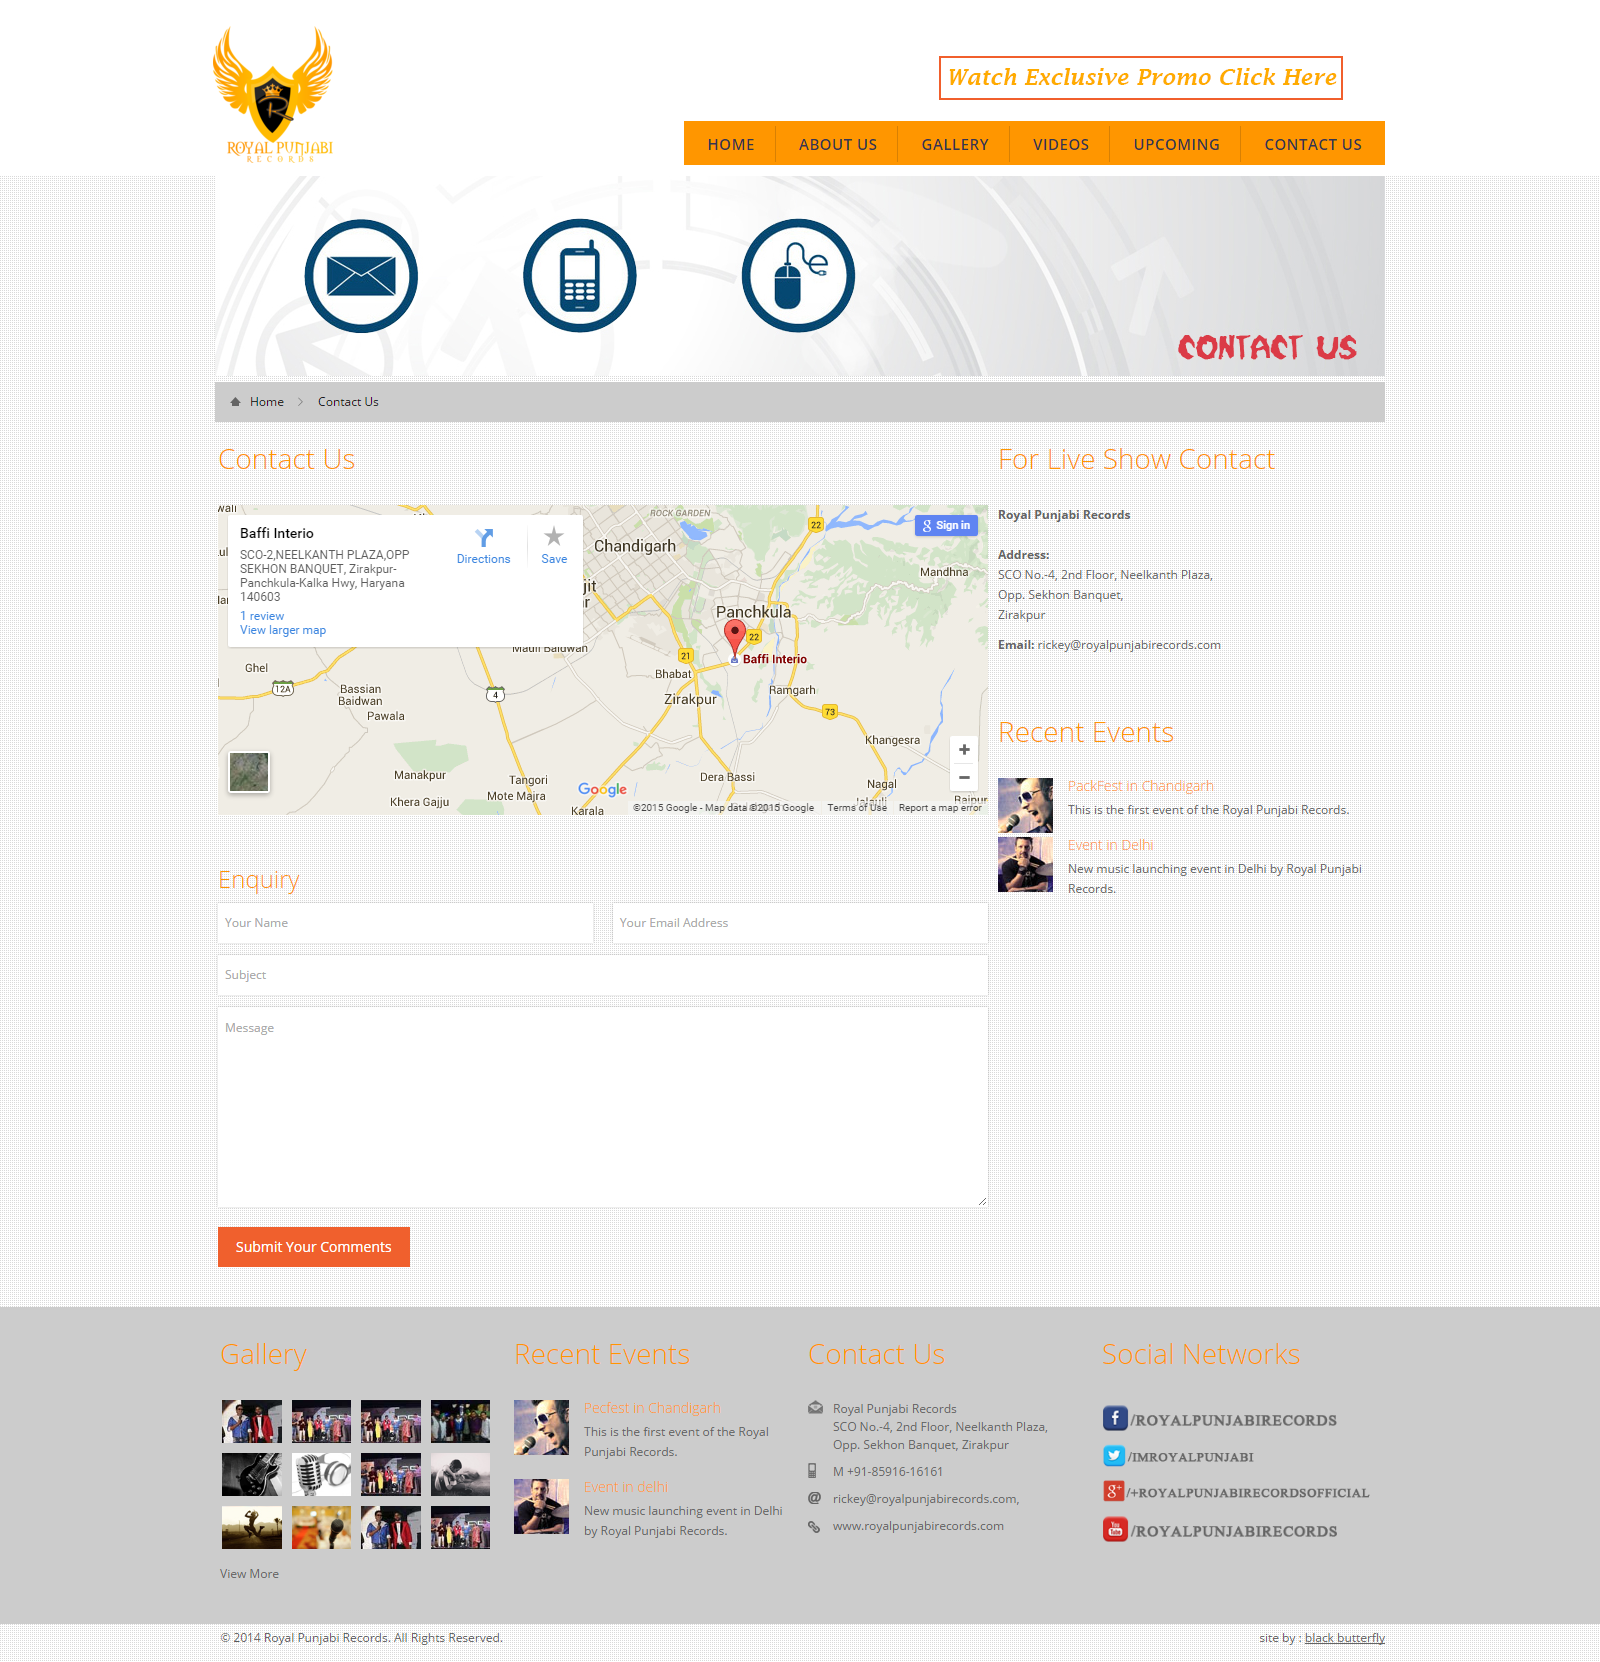 ROYAL PUNJABI
RECORDS
Watch Exclusive Promo Click Here
HOME
ABOUT US
GALLERY
VIDEOS
UPCOMING
CONTACT US
CONTACT US
Home
Contact Us
Contact Us
ROCK GARDEN
22
Sign in
Baffi Interio
SCO-2,NEELKANTH PLAZA,OPP
SEKHON BANQUET, Zirakpur-
Panchkula-Kalka Hwy, Haryana
140603
1 review
View larger map
Directions
Save
Chandigarh
Mandhna
Panchkula
22
21
Baffi Interio
Ghel
12A
Bassian
Baidwan
Pawala
4
Bhabat
Zirakpur
Ramgarh
73
Khangesra
Manakpur
Tangori
Mote Majra
Khera Gajju
Karala
Dera Bassi
Nagal
Google
©2015 Google - Map data ©2015 Google
Terms of Use
Report a map error
For Live Show Contact
Royal Punjabi Records
Address:
SCO No.-4, 2nd Floor, Neelkanth Plaza,
Opp. Sekhon Banquet,
Zirakpur
Email: rickey@royalpunjabirecords.com
Recent Events
PackFest in Chandigarh
This is the first event of the Royal Punjabi Records.
Event in Delhi
New music launching event in Delhi by Royal Punjabi
Records.
Enquiry
Your Name
Your Email Address
Subject
Message
Submit Your Comments
Gallery
View More
Recent Events
Pecfest in Chandigarh
This is the first event of the Royal
Punjabi Records.
Event in delhi
New music launching event in Delhi
by Royal Punjabi Records.
Contact Us
Royal Punjabi Records
SCO No.-4, 2nd Floor, Neelkanth Plaza,
Opp. Sekhon Banquet, Zirakpur
M +91-85916-16161
rickey@royalpunjabirecords.com,
www.royalpunjabirecords.com
Social Networks
/ROYALPUNJABIRECORDS
/IMROYALPUNJABI
/+ROYALPUNJABIRECORDSOFFICIAL
/ROYALPUNJABIRECORDS
© 2014 Royal Punjabi Records. All Rights Reserved.
site by : black butterfly